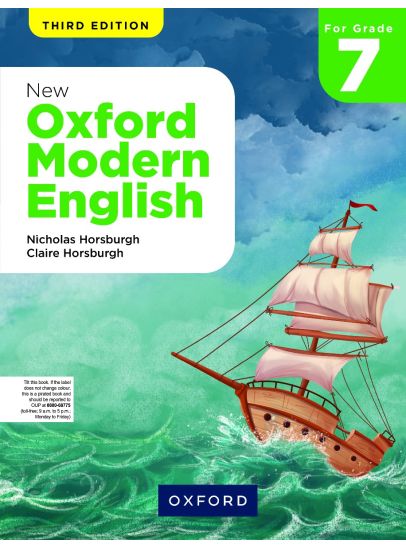 THIRD EDITION
For Grade
7
New
Oxford
Modern
English
Nicholas Horsburgh
Claire Horsburgh
Tilt this book. If the label
does not change colour,
this is a pirated book and
should be reported to
OUP at 0800-68775
(toll-free; 9 a.m. to 5 p.m.;
Monday to Friday)
OXFORD